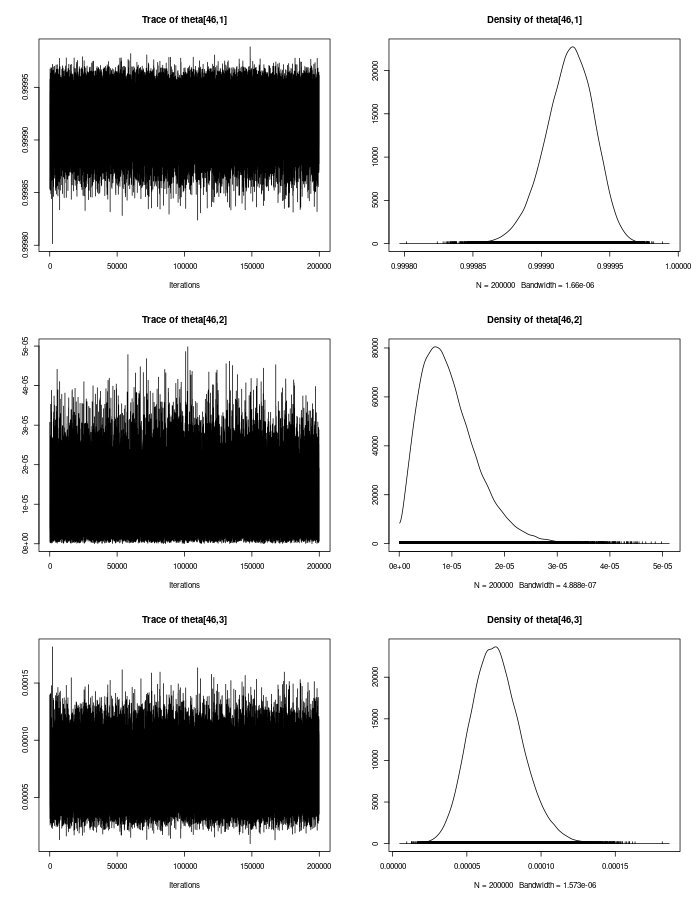 Trace of theta[46,1]
0.99980 0.99985 0.99990 0.99995
0 50000 100000 150000 200000
Iterations
Density of theta[46,1]
0 5000 10000 15000 20000
0.99980 0.99985 0.99990 0.99995 1.00000
N = 200000 Bandwidth = 1.66e-06
Trace of theta[46,2]
0e+00 1e-05 2e-05 3e-05 4e-05 5e-05
0 50000 100000 150000 200000
Iterations
Density of theta[46,2]
0 20000 40000 60000 80000
0e+00 1e-05 2e-05 3e-05 4e-05 5e-05
N = 200000 Bandwidth = 4.888e-07
Trace of theta[46,3]
0.00005 0.00010 0.00015
0 50000 100000 150000 200000
Iterations
Density of theta[46,3]
0 5000 10000 15000 20000
0.00000 0.00005 0.00010 0.00015
N = 200000 Bandwidth = 1.573e-06